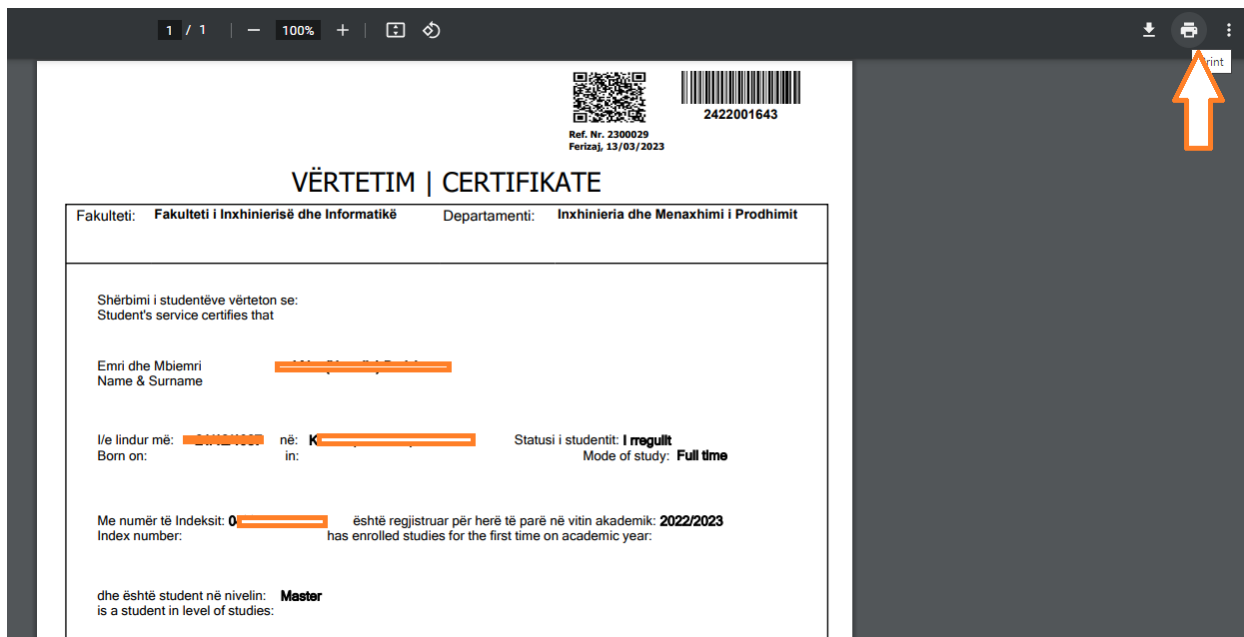 1 / 1 — 100% +
Print
2422001643
Ref. Nr. 2300029
Ferizaj, 13/03/2023
VËRTETIM | CERTIFIKATE
Fakulteti: Fakulteti i Inxhinierisë dhe Informatikë Departamenti: Inxhinieria dhe Menaxhimi i Prodhimit
Shërbimi i studentëve vërteton se:
Student's service certifies that
Emri dhe Mbiemri
Name & Surname
I/e lindur më: në: K Statusi i studentit: I rregullt
Born on: in: Mode of study: Full time
Me numër të Indeksit: 0 është regjistruar për herë të parë në vitin akademik: 2022/2023
Index number: has enrolled studies for the first time on academic year:
dhe është student në nivelin: Master
is a student in level of studies: